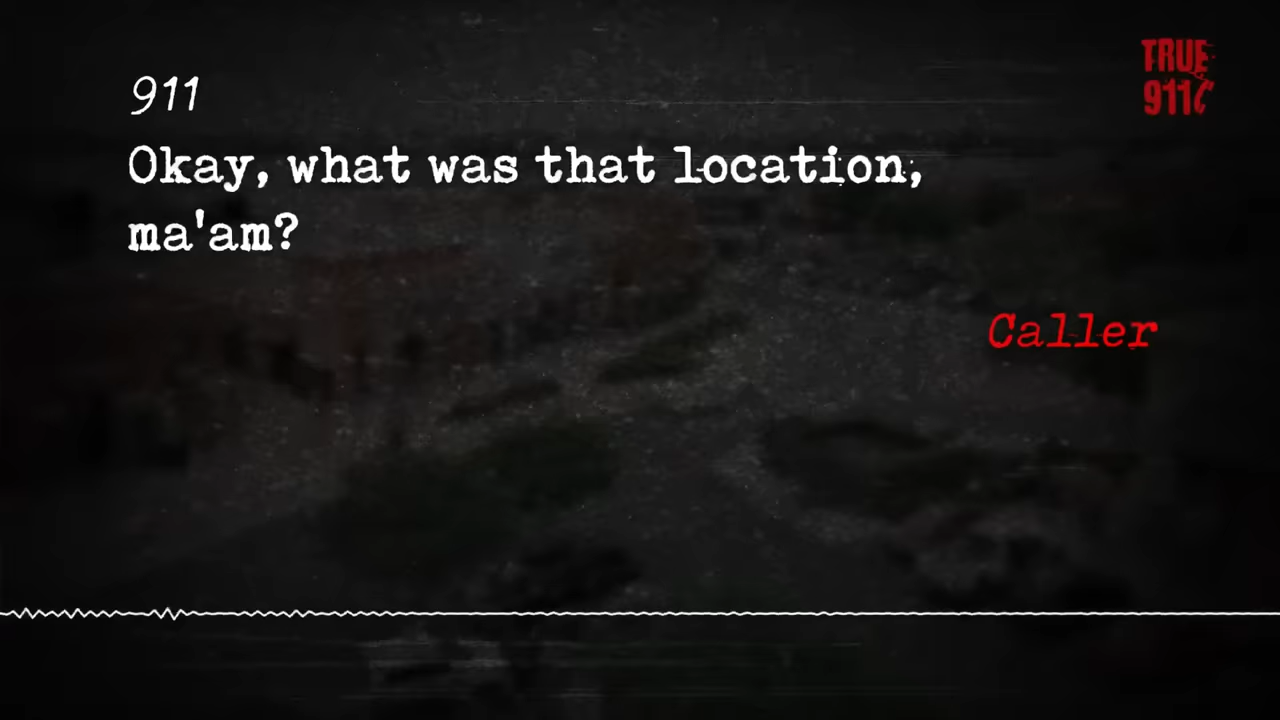 911
Okay, what was that location,
ma'am?
Caller
TRUE
911